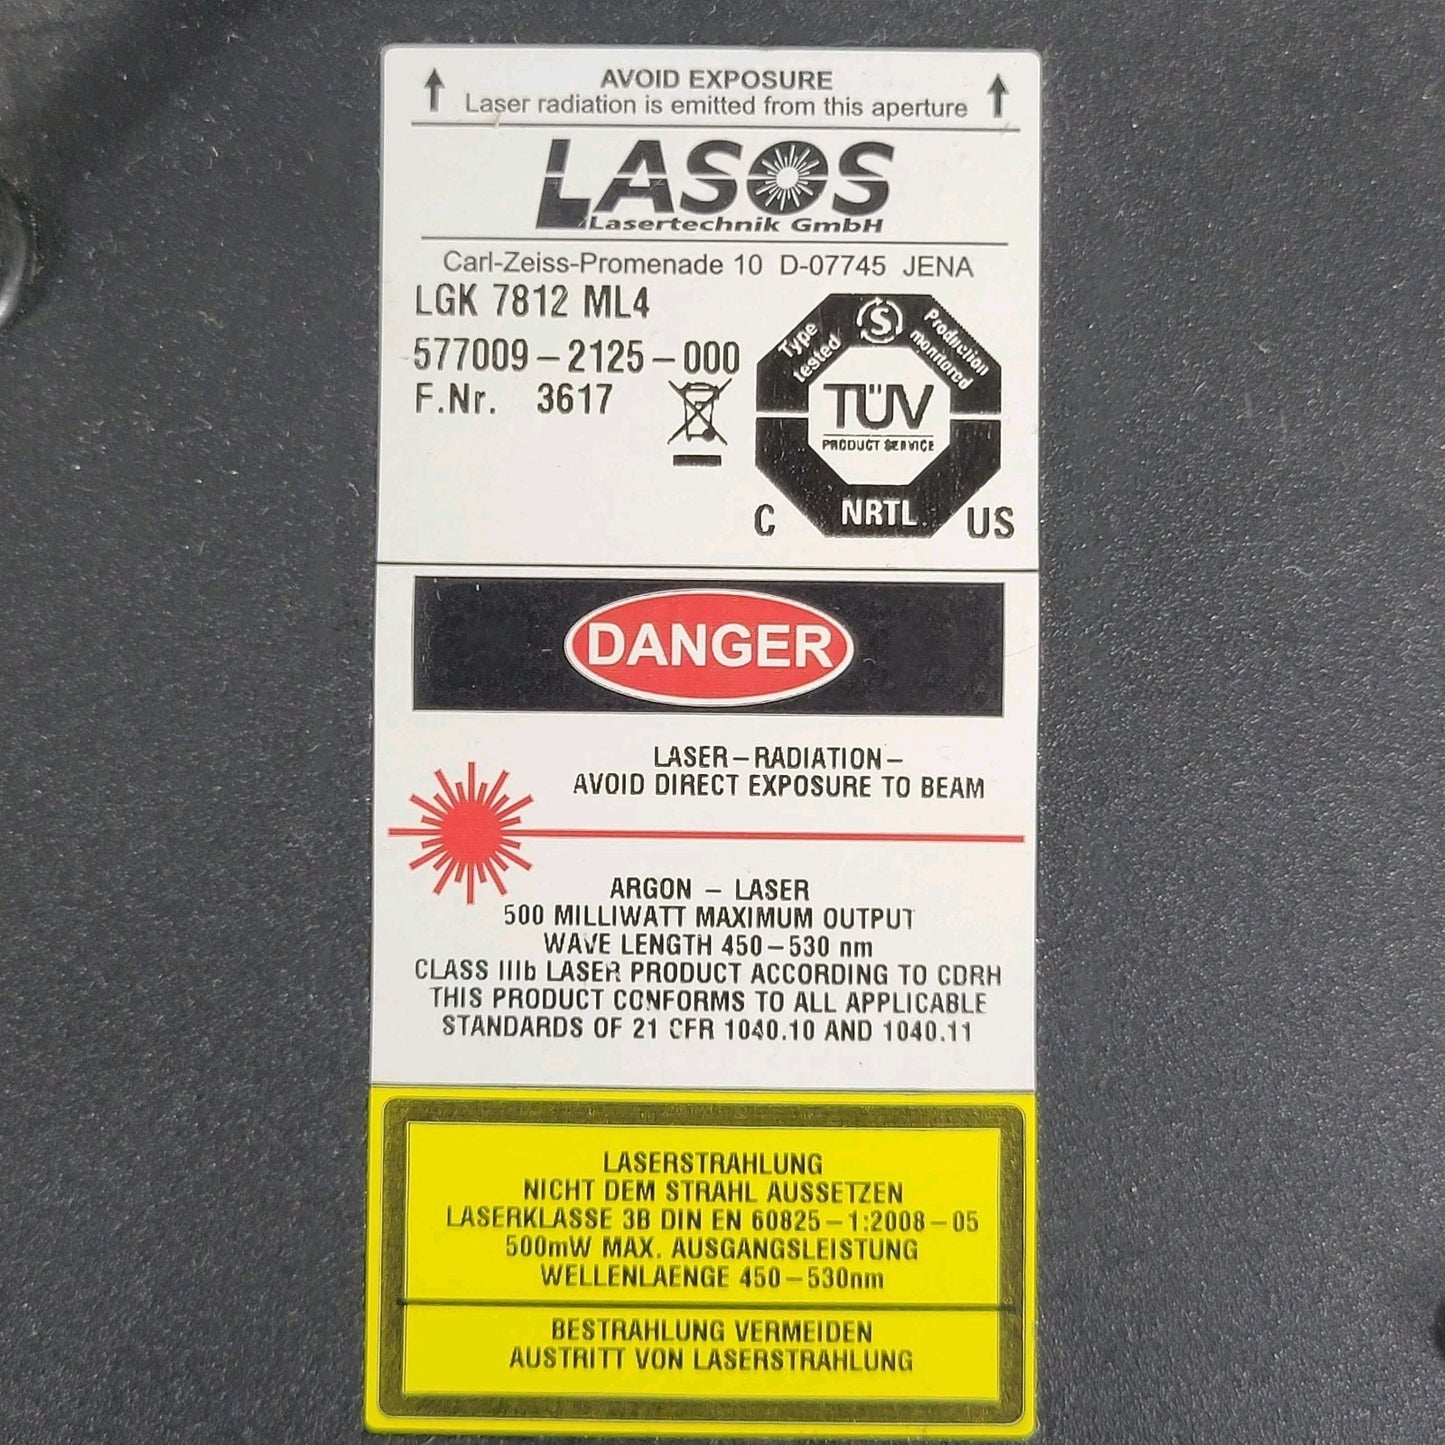 AVOID EXPOSURE
Laser radiation is emitted from this aperture
LASOS
Lasertechnik GmbH
Carl-Zeiss-Promenade 10 D-07745 JENA
LGK 7812 ML4
577009-2125-000
F.Nr. 3617
Type tested
S
Production monitored
TÜV
PRODUCT SERVICE
C NRTL US
DANGER
LASER-RADIATION-
AVOID DIRECT EXPOSURE TO BEAM
ARGON - LASER
500 MILLIWATT MAXIMUM OUTPUT
WAVE LENGTH 450-530 nm
CLASS IIIb LASER PRODUCT ACCORDING TO CDRH
THIS PRODUCT CONFORMS TO ALL APPLICABLE
STANDARDS OF 21 CFR 1040.10 AND 1040.11
LASERSTRAHLUNG
NICHT DEM STRAHL AUSSETZEN
LASERKLASSE 3B DIN EN 60825-1:2008-05
500mW MAX. AUSGANGSLEISTUNG
WELLENLAENGE 450-530nm
BESTRAHLUNG VERMEIDEN
AUSTRITT VON LASERSTRAHLUNG